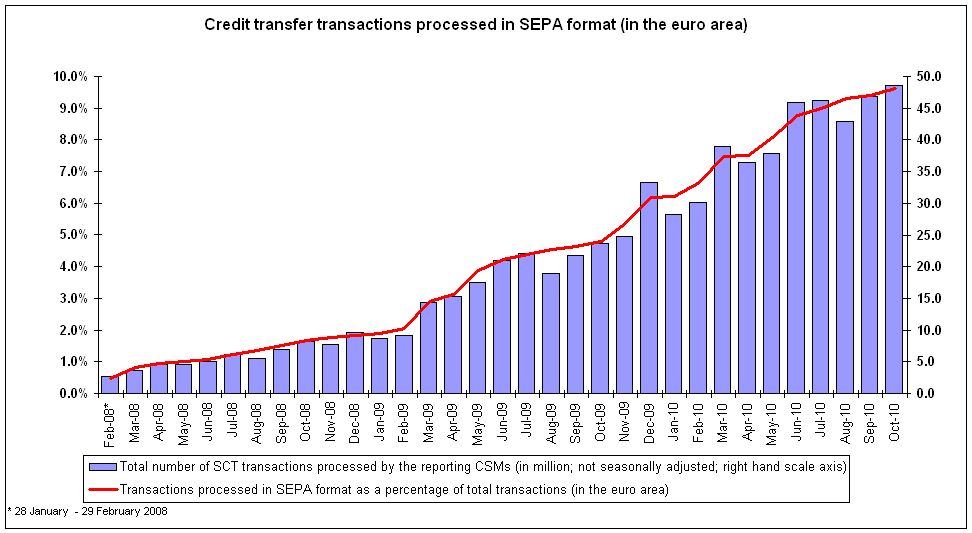 Credit transfer transactions processed in SEPA format (in the euro area)
10.0%
9.0%
8.0%
7.0%
6.0%
5.0%
4.0%
3.0%
2.0%
1.0%
0.0%
50.0
45.0
40.0
35.0
30.0
25.0
20.0
15.0
10.0
5.0
0.0
Feb-08*
Mar-08
Apr-08
May-08
Jun-08
Jul-08
Aug-08
Sep-08
Oct-08
Nov-08
Dec-08
Jan-09
Feb-09
Mar-09
Apr-09
May-09
Jun-09
Jul-09
Aug-09
Sep-09
Oct-09
Nov-09
Dec-09
Jan-10
Feb-10
Mar-10
Apr-10
May-10
Jun-10
Jul-10
Aug-10
Sep-10
Oct-10
Total number of SCT transactions processed by the reporting CSMs (in million; not seasonally adjusted; right hand scale axis)
Transactions processed in SEPA format as a percentage of total transactions (in the euro area)
* 28 January - 29 February 2008